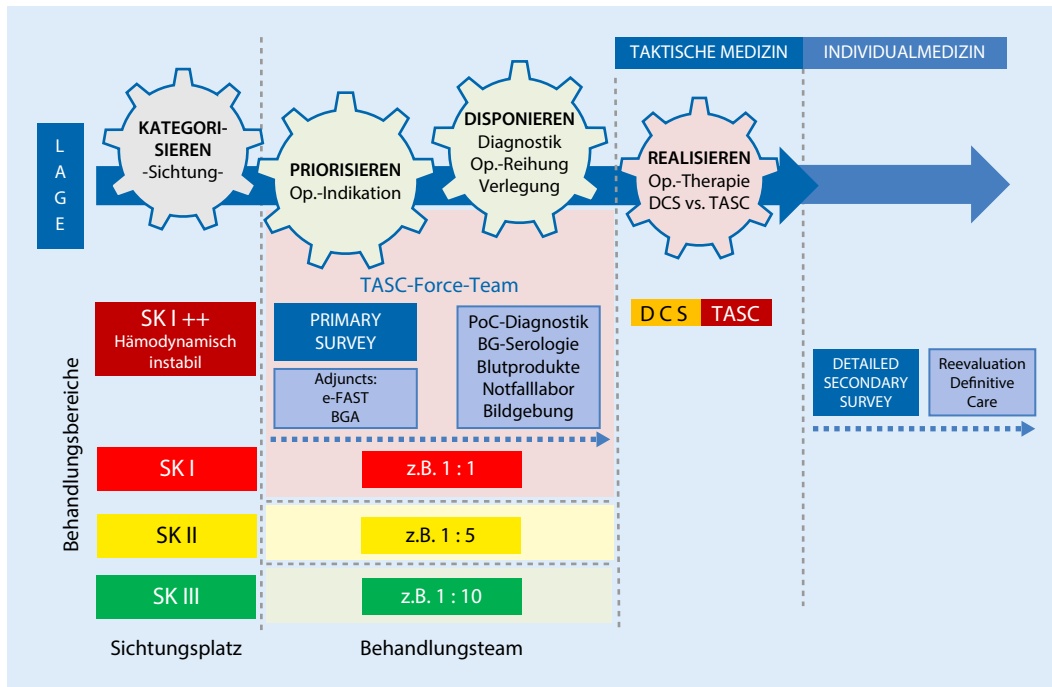 TAKTISCHE MEDIZIN
INDIVIDUALMEDIZIN
L
A
G
E
KATEGORI-
SIEREN
-Sichtung-
PRIORISIEREN
Op.-Indikation
DISPONIEREN
Diagnostik
Op.-Reihung
Verlegung
REALISIEREN
Op.-Therapie
DCS vs. TASC
TASC-Force-Team
Behandlungsbereiche
SK I ++
Hämodynamisch
instabil
PRIMARY
SURVEY
Adjuncts:
e-FAST
BGA
PoC-Diagnostik
BG-Serologie
Blutprodukte
Notfalllabor
Bildgebung
D C S
TASC
DETAILED
SECONDARY
SURVEY
Reevaluation
Definitive
Care
SK I
z.B. 1 : 1
SK II
z.B. 1 : 5
SK III
z.B. 1 : 10
Sichtungsplatz
Behandlungsteam